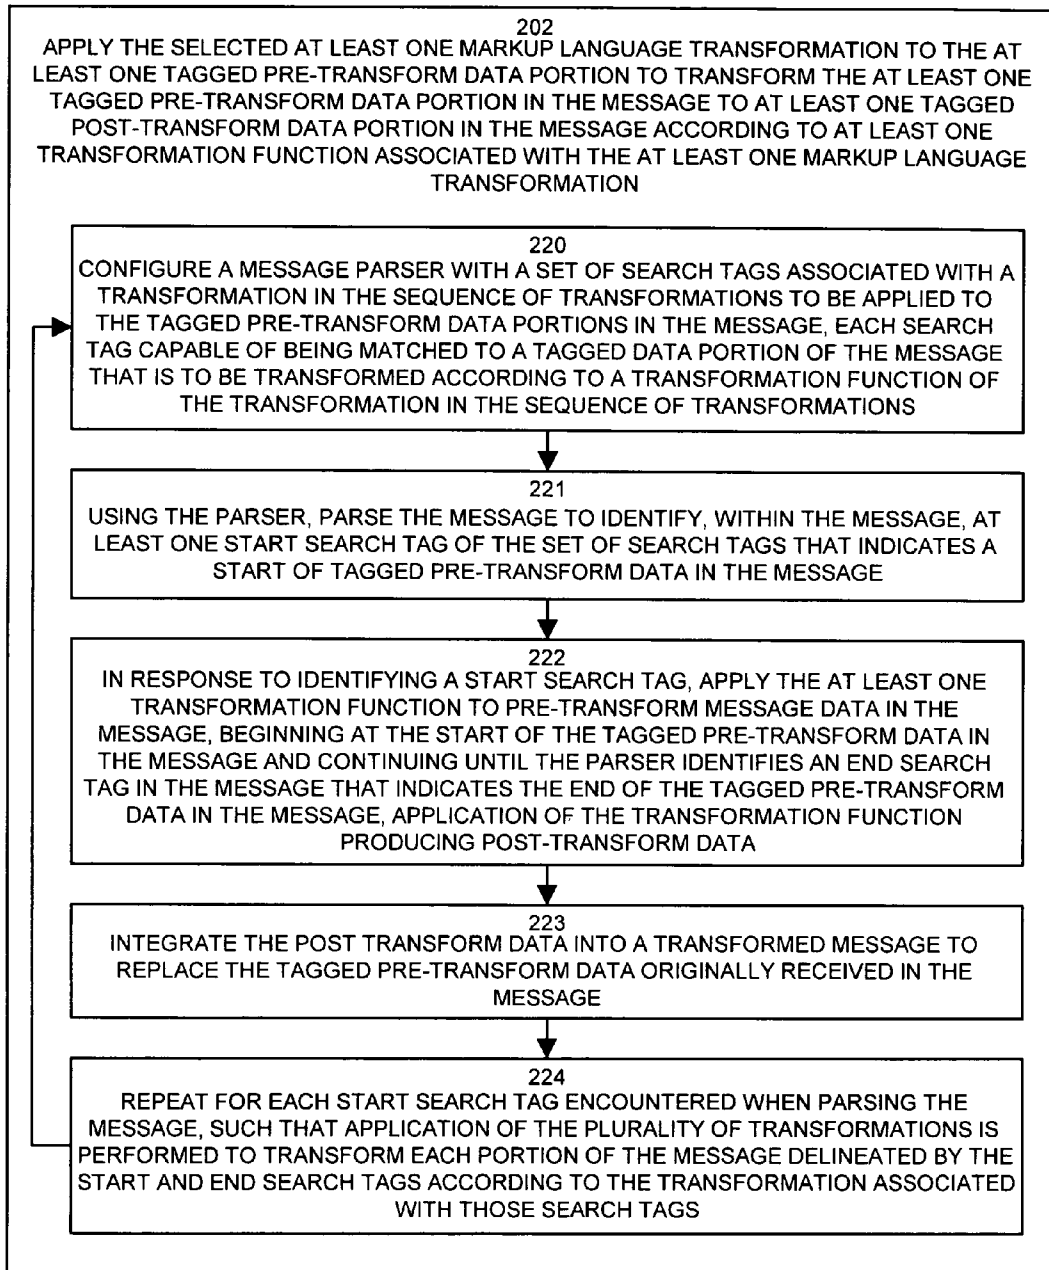 202
APPLY THE SELECTED AT LEAST ONE MARKUP LANGUAGE TRANSFORMATION TO THE AT
LEAST ONE TAGGED PRE-TRANSFORM DATA PORTION TO TRANSFORM THE AT LEAST ONE
TAGGED PRE-TRANSFORM DATA PORTION IN THE MESSAGE TO AT LEAST ONE TAGGED
POST-TRANSFORM DATA PORTION IN THE MESSAGE ACCORDING TO AT LEAST ONE
TRANSFORMATION FUNCTION ASSOCIATED WITH THE AT LEAST ONE MARKUP LANGUAGE
TRANSFORMATION
220
CONFIGURE A MESSAGE PARSER WITH A SET OF SEARCH TAGS ASSOCIATED WITH A
TRANSFORMATION IN THE SEQUENCE OF TRANSFORMATIONS TO BE APPLIED TO
THE TAGGED PRE-TRANSFORM DATA PORTIONS IN THE MESSAGE, EACH SEARCH
TAG CAPABLE OF BEING MATCHED TO A TAGGED DATA PORTION OF THE MESSAGE
THAT IS TO BE TRANSFORMED ACCORDING TO A TRANSFORMATION FUNCTION OF
THE TRANSFORMATION IN THE SEQUENCE OF TRANSFORMATIONS
221
USING THE PARSER, PARSE THE MESSAGE TO IDENTIFY, WITHIN THE MESSAGE, AT
LEAST ONE START SEARCH TAG OF THE SET OF SEARCH TAGS THAT INDICATES A
START OF TAGGED PRE-TRANSFORM DATA IN THE MESSAGE
222
IN RESPONSE TO IDENTIFYING A START SEARCH TAG, APPLY THE AT LEAST ONE
TRANSFORMATION FUNCTION TO PRE-TRANSFORM MESSAGE DATA IN THE
MESSAGE, BEGINNING AT THE START OF THE TAGGED PRE-TRANSFORM DATA IN
THE MESSAGE AND CONTINUING UNTIL THE PARSER IDENTIFIES AN END SEARCH
TAG IN THE MESSAGE THAT INDICATES THE END OF THE TAGGED PRE-TRANSFORM
DATA IN THE MESSAGE, APPLICATION OF THE TRANSFORMATION FUNCTION
PRODUCING POST-TRANSFORM DATA
223
INTEGRATE THE POST TRANSFORM DATA INTO A TRANSFORMED MESSAGE TO
REPLACE THE TAGGED PRE-TRANSFORM DATA ORIGINALLY RECEIVED IN THE
MESSAGE
224
REPEAT FOR EACH START SEARCH TAG ENCOUNTERED WHEN PARSING THE
MESSAGE, SUCH THAT APPLICATION OF THE PLURALITY OF TRANSFORMATIONS IS
PERFORMED TO TRANSFORM EACH PORTION OF THE MESSAGE DELINEATED BY THE
START AND END SEARCH TAGS ACCORDING TO THE TRANSFORMATION ASSOCIATED
WITH THOSE SEARCH TAGS